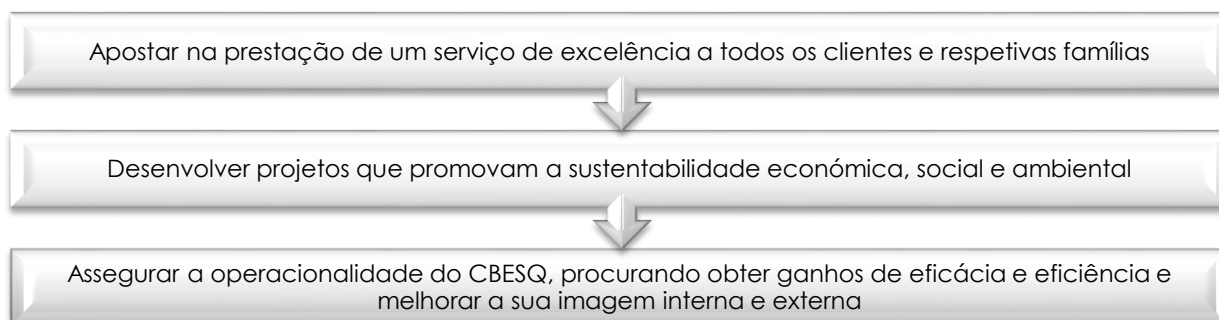 Apostar na prestação de um serviço de excelência a todos os clientes e respetivas famílias
Desenvolver projetos que promovam a sustentabilidade económica, social e ambiental
Assegurar a operacionalidade do CBESQ, procurando obter ganhos de eficácia e eficiência e
melhorar a sua imagem interna e externa